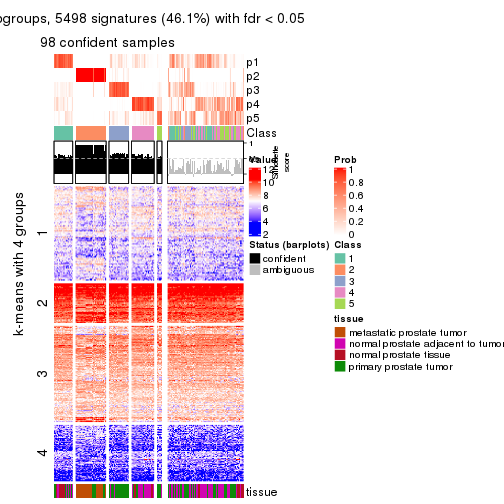 ogroups, 5498 signatures (46.1%) with fdr < 0.05
98 confident samples
p1
p2
p3
p4
p5
Class
1
score
Value
12
8
6
4
2
Prob
1
0.8
0.6
0.4
0.2
0
Status (barplots)
confident
ambiguous
Class
1
2
3
4
5
tissue
metastatic prostate tumor
normal prostate adjacent to tumor
normal prostate tissue
primary prostate tumor
k-means with 4 groups
1
2
3
4
tissue